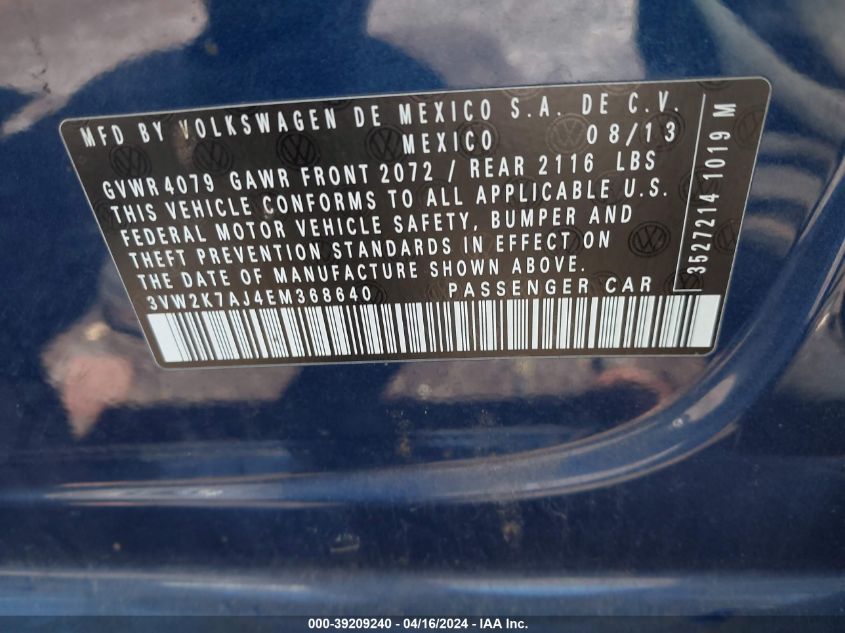 MFD BY VOLKSWAGEN DE MEXICO S.A. DE C.V.
MEXICO 08/13
GVWR 4079 GAWR FRONT 2072 / REAR 2116 LBS
THIS VEHICLE CONFORMS TO ALL APPLICABLE U.S.
FEDERAL MOTOR VEHICLE SAFETY, BUMPER AND
THEFT PREVENTION STANDARDS IN EFFECT ON
THE DATE OF MANUFACTURE SHOWN ABOVE.
3VW2K7AJ4EM368640 PASSENGER CAR
3527214 1019 M
000-39209240 - 04/16/2024 - IAA Inc.